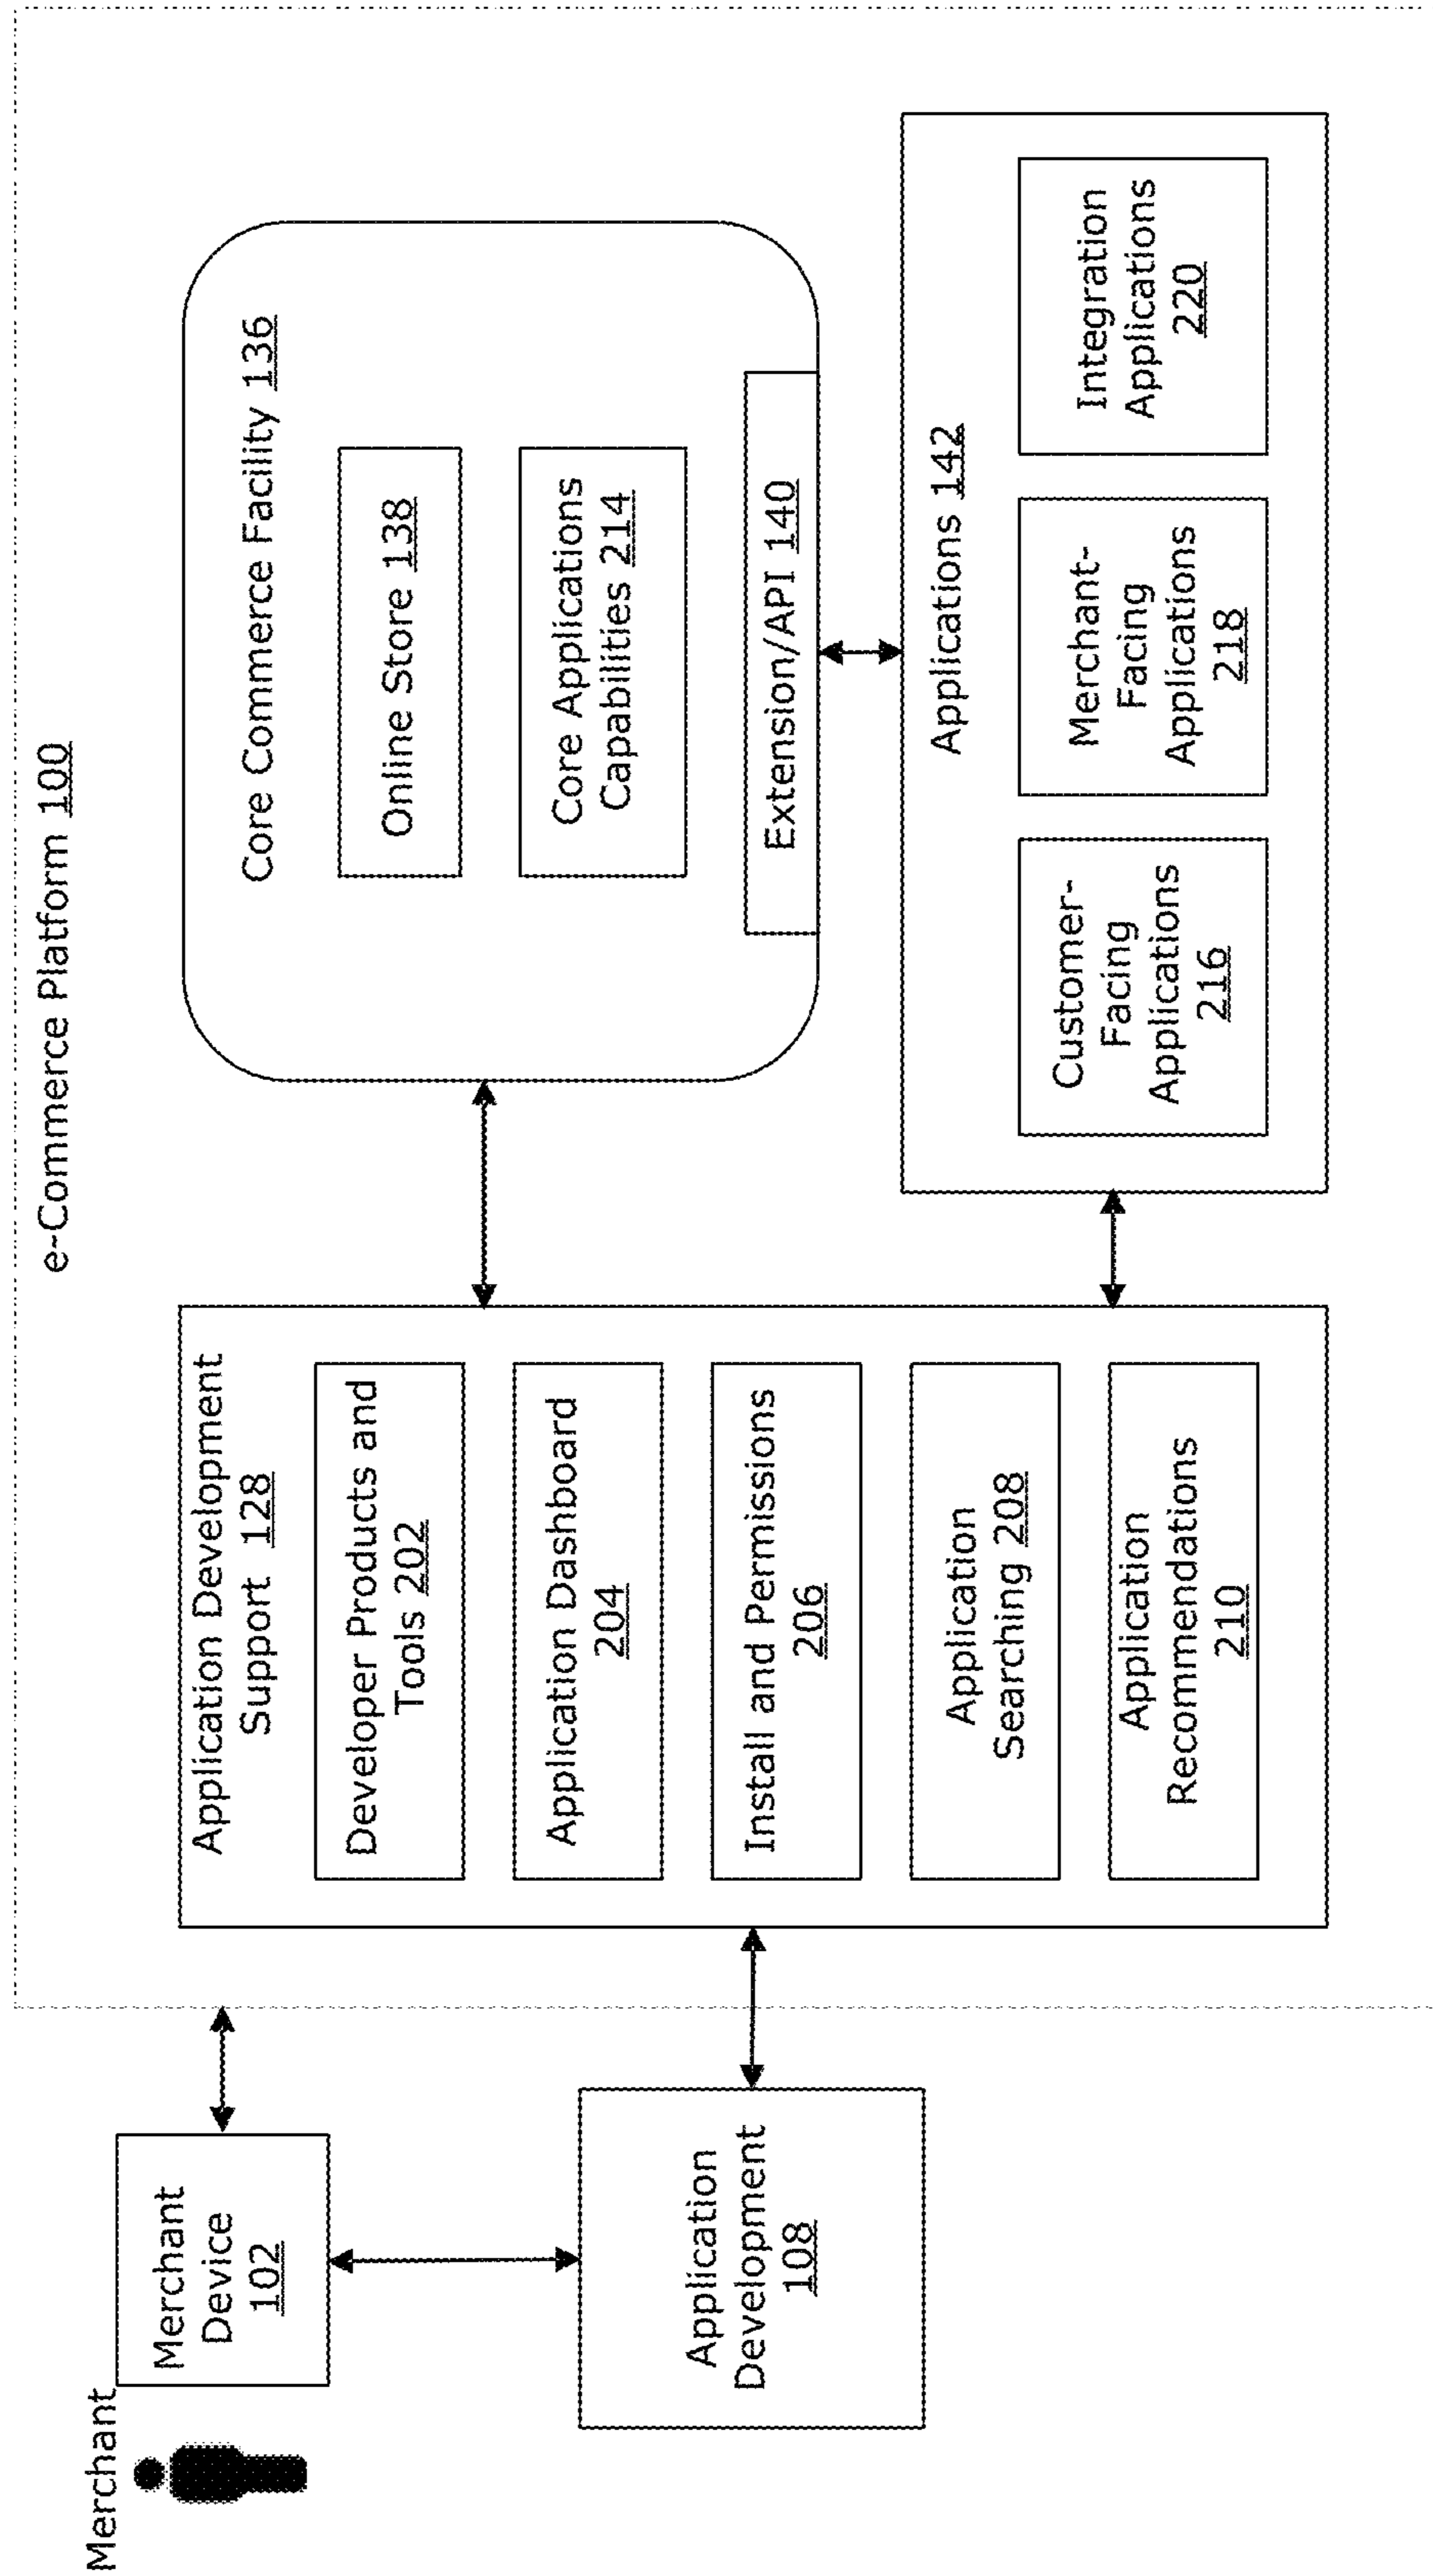 e-Commerce Platform 100
Merchant
Merchant
Device
102
Application
Development
108
Application Development
Support 128
Developer Products and
Tools 202
Application Dashboard
204
Install and Permissions
206
Application
Searching 208
Application
Recommendations
210
Core Commerce Facility 136
Online Store 138
Core Applications
Capabilities 214
Extension/API 140
Applications 142
Customer-
Facing
Applications
216
Merchant-
Facing
Applications
218
Integration
Applications
220